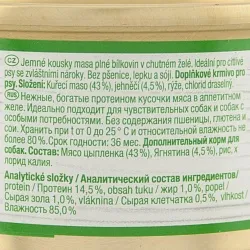 CZ Jemné kousky masa plné bílkovin v chutném želé. Ideální pro citlivé
psy se zvláštními nároky. Bez pšenice, lepku a sóji. Doplňkové krmivo pro
psy. Složení: Kuřecí maso (43 %), jehněčí (4,5 %), rýže, chlorid draselný.
RUS Нежные, богатые протеином кусочки мяса в аппетитном
желе. Идеально для чувствительных и для собак с
особыми потребностями. Без содержания пшеницы, глютена и
сои. Хранить при t от 0 до 25° С и относительной влажности не
более 80 %. Срок годности: 36 мес. Дополнительный корм для
собак. Состав: Мясо цыпленка (43 %), Ягнятина (4,5 %), рис, х
лорид калия.
Analytické složky / Аналитический состав ингредиентов/
protein / Протеин 14,5 %, obsah tuku / жир 1,0 %, popel /
Сырая зола 1,0 %, vláknina / Сырая клетчатка 0,5 %, vlhkost/
Влажность 85,0 %